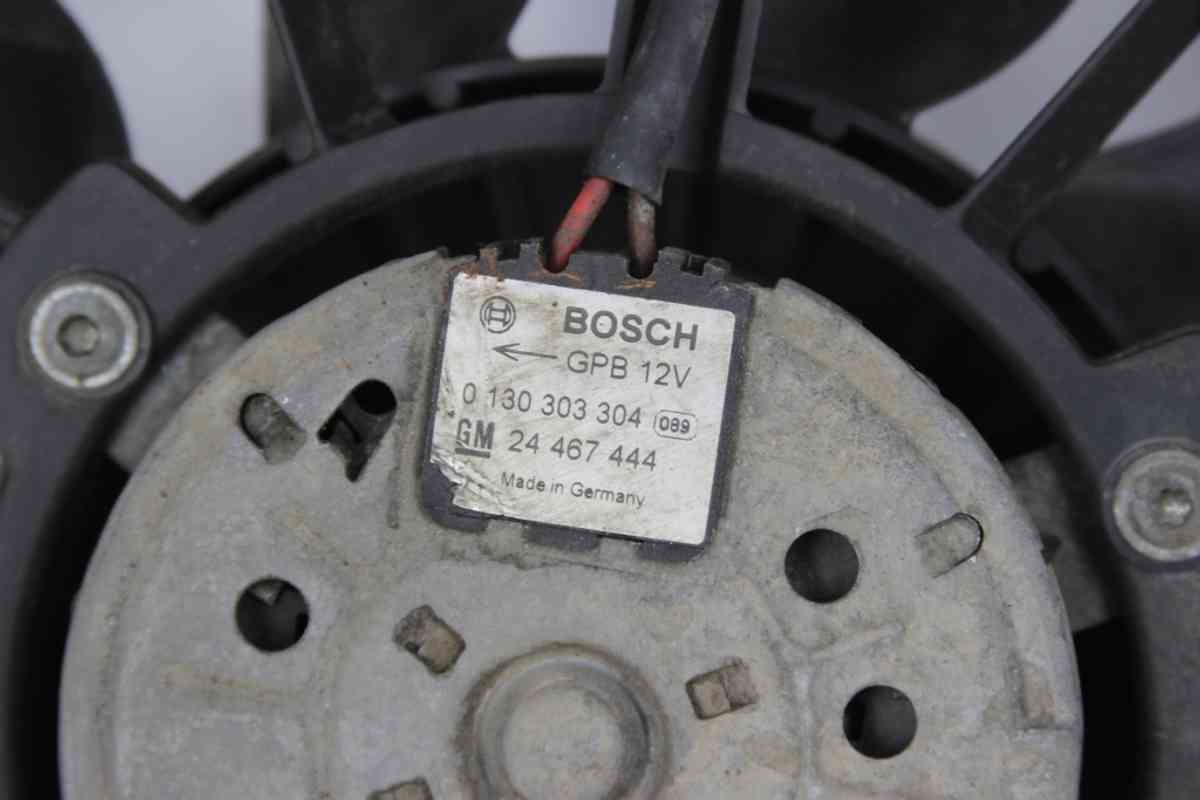 BOSCH
GPB 12V
0 130 303 304 089
GM 24 467 444
Made in Germany